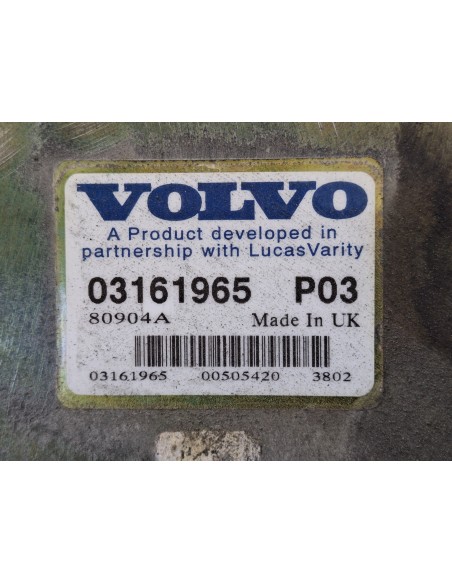 VOLVO
A Product developed in
partnership with LucasVarity
03161965 P03
80904A Made In UK
03161965 00505420 3802